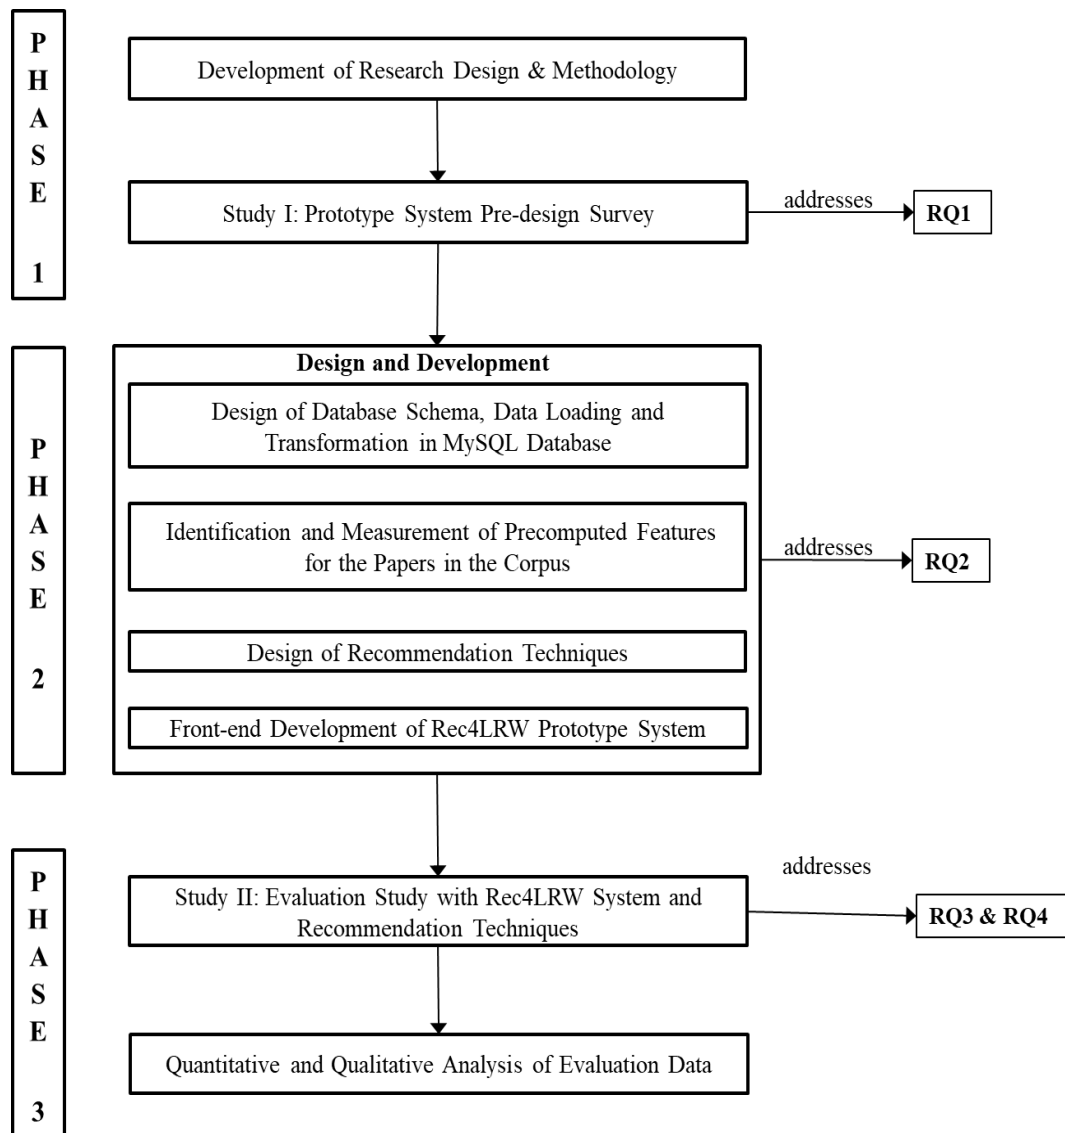 PHASE 1
Development of Research Design & Methodology
Study I: Prototype System Pre-design Survey
addresses
RQ1
PHASE 2
Design and Development
Design of Database Schema, Data Loading and
Transformation in MySQL Database
Identification and Measurement of Precomputed Features
for the Papers in the Corpus
addresses
RQ2
Design of Recommendation Techniques
Front-end Development of Rec4LRW Prototype System
PHASE 3
Study II: Evaluation Study with Rec4LRW System and
Recommendation Techniques
addresses
RQ3 & RQ4
Quantitative and Qualitative Analysis of Evaluation Data